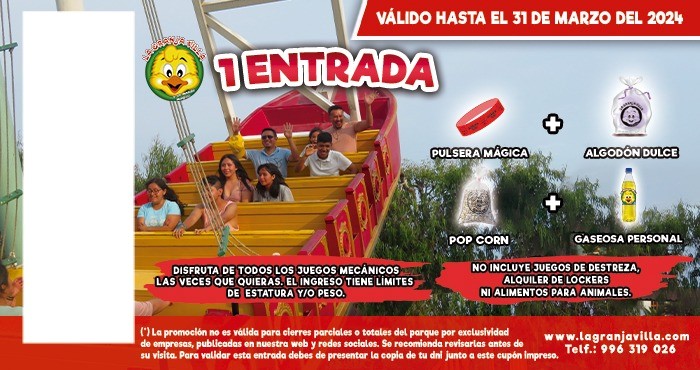 VÁLIDO HASTA EL 31 DE MARZO DEL 2024
LA GRANJA VILLA
1 ENTRADA
PULSERA MÁGICA
+
ALGODÓN DULCE
POP CORN
+
GASEOSA PERSONAL
DISFRUTA DE TODOS LOS JUEGOS MECÁNICOS
LAS VECES QUE QUIERAS. EL INGRESO TIENE LÍMITES
DE ESTATURA Y/O PESO.
NO INCLUYE JUEGOS DE DESTREZA,
ALQUILER DE LOCKERS
NI ALIMENTOS PARA ANIMALES.
(*) La promoción no es válida para cierres parciales o totales del parque por exclusividad
de empresas, publicadas en nuestra web y redes sociales. Se recomienda revisarlas antes de
su visita. Para validar esta entrada debes de presentar la copia de tu dni junto a este cupón impreso.
www.lagranjavilla.com
Telf.: 996 319 026